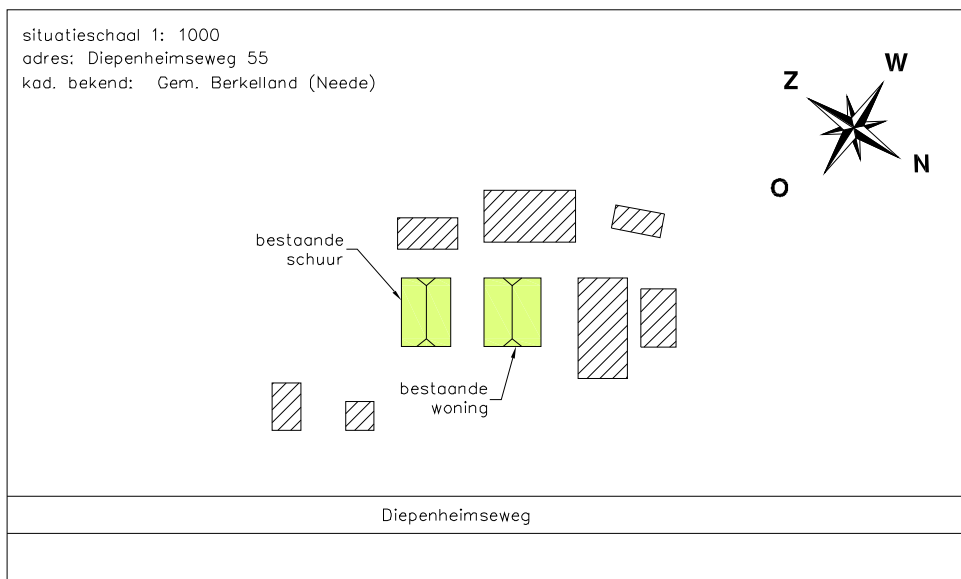 situatieschaal 1: 1000
adres: Diepenheimseweg 55
kad. bekend: Gem. Berkelland (Neede)
W
Z
N
O
bestaande
schuur
bestaande
woning
Diepenheimseweg